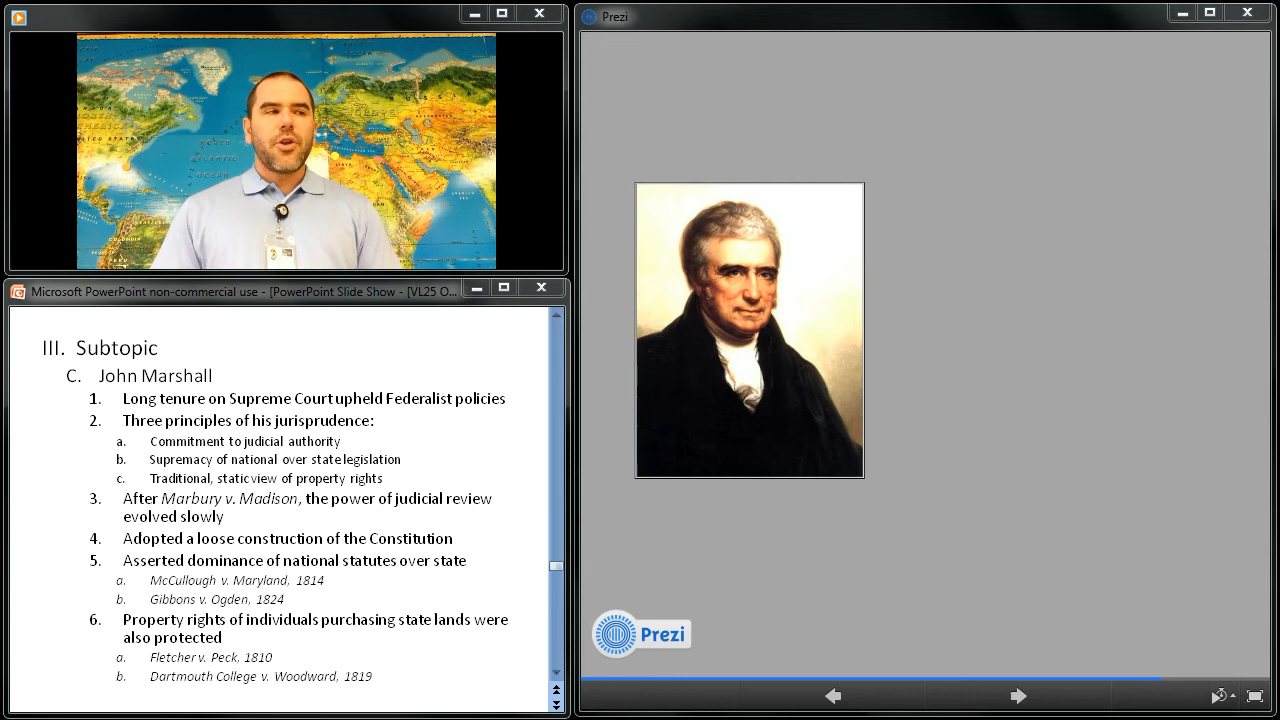 Prezi
Microsoft PowerPoint non-commercial use - [PowerPoint Slide Show - [VL25 O...
III. Subtopic
C. John Marshall
1. Long tenure on Supreme Court upheld Federalist policies
2. Three principles of his jurisprudence:
a. Commitment to judicial authority
b. Supremacy of national over state legislation
c. Traditional, static view of property rights
3. After Marbury v. Madison, the power of judicial review
evolved slowly
4. Adopted a loose construction of the Constitution
5. Asserted dominance of national statutes over state
a. McCullough v. Maryland, 1814
b. Gibbons v. Ogden, 1824
6. Property rights of individuals purchasing state lands were
also protected
a. Fletcher v. Peck, 1810
b. Dartmouth College v. Woodward, 1819
Prezi